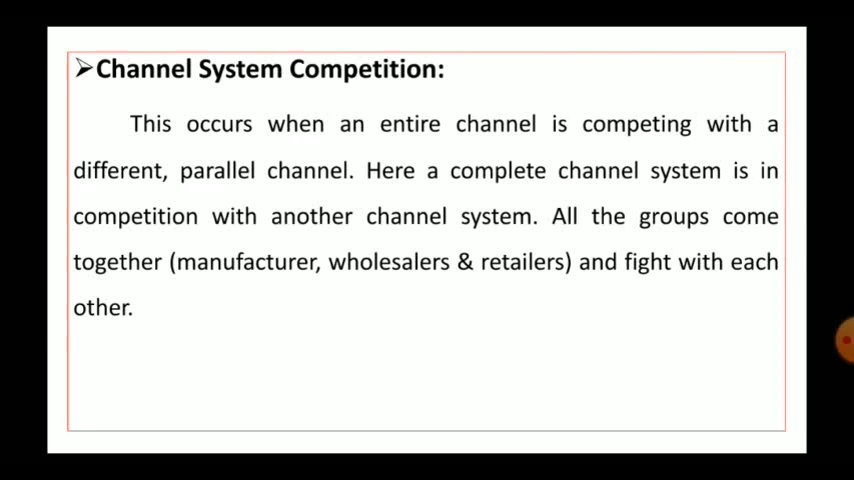 ➢Channel System Competition:
This occurs when an entire channel is competing with a
different, parallel channel. Here a complete channel system is in
competition with another channel system. All the groups come
together (manufacturer, wholesalers & retailers) and fight with each
other.